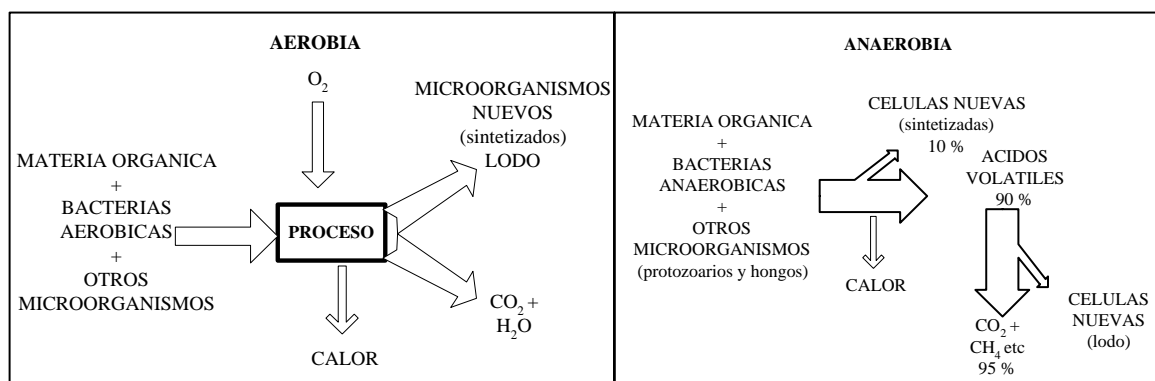 AEROBIA
O2
MICROORGANISMOS
NUEVOS
(sintetizados)
LODO
MATERIA ORGANICA
+
BACTERIAS
AEROBICAS
+
OTROS
MICROORGANISMOS
PROCESO
CO2 +
H2O
CALOR
ANAEROBIA
CELULAS NUEVAS
(sintetizadas)
10 %
MATERIA ORGANICA
+
BACTERIAS
ANAEROBICAS
+
OTROS
MICROORGANISMOS
(protozoarios y hongos)
ACIDOS
VOLATILES
90 %
CALOR
CELULAS
NUEVAS
(lodo)
CO2 +
CH4 etc
95 %